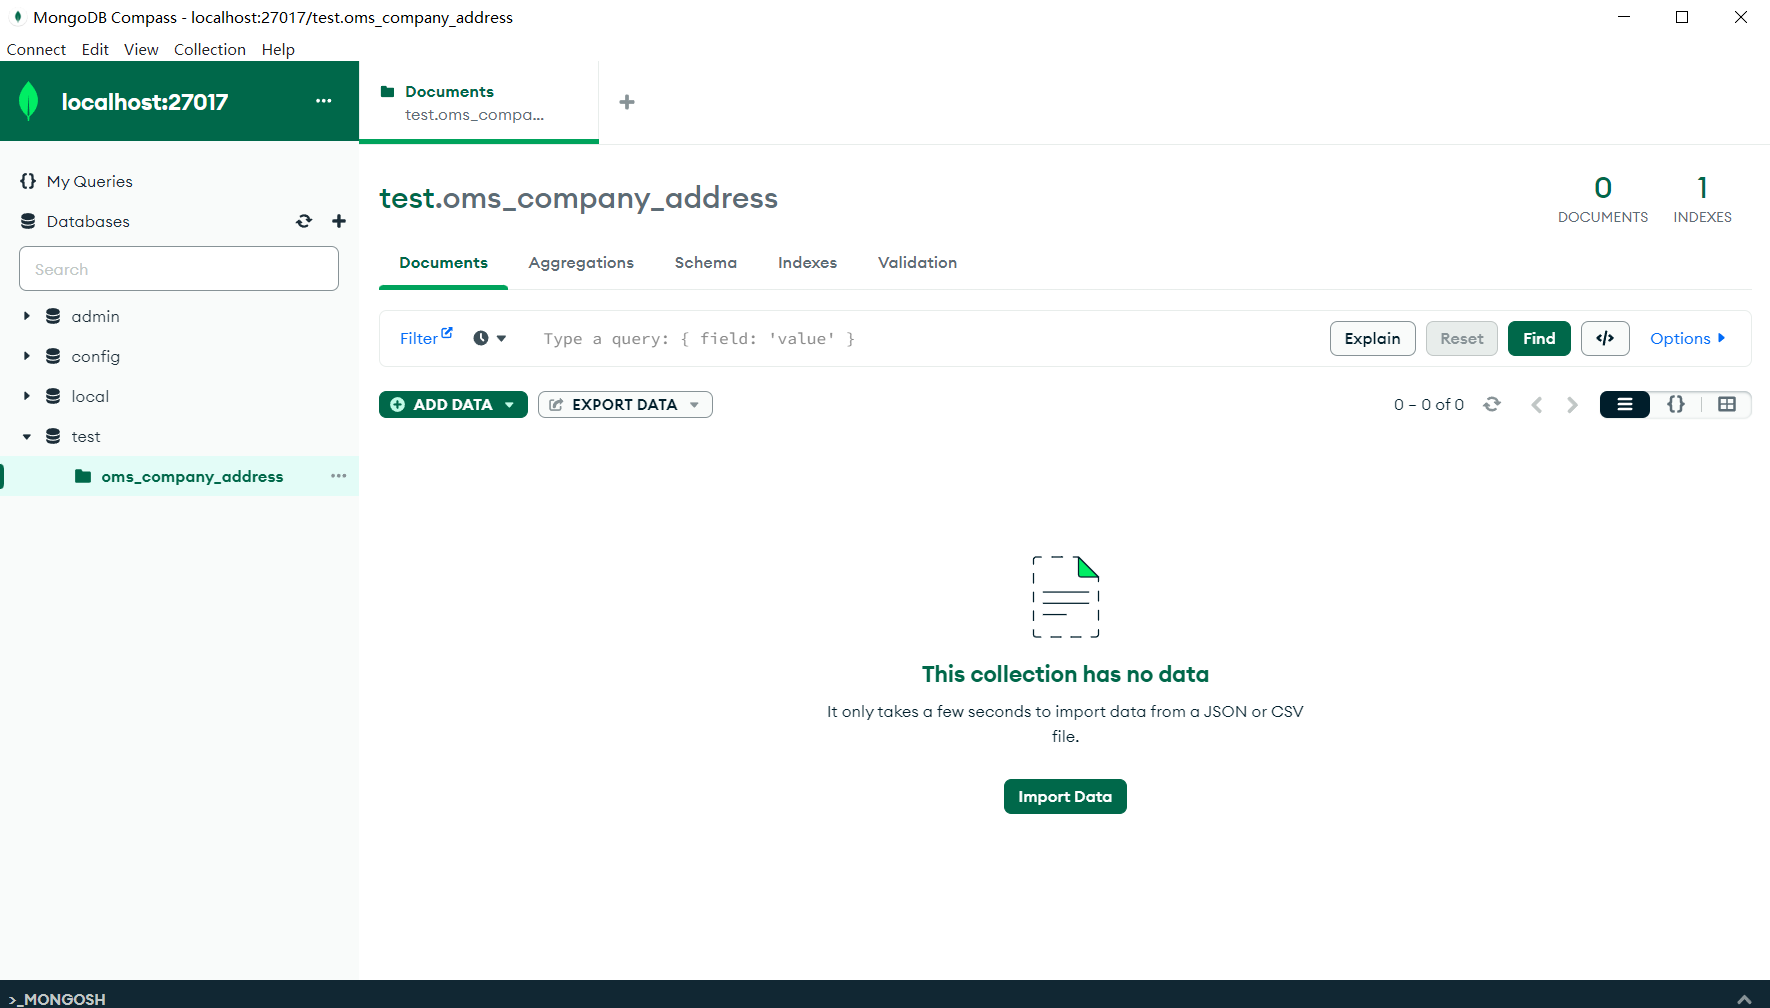 MongoDB Compass - localhost:27017/test.oms_company_address
Connect Edit View Collection Help
localhost:27017
Documents
test.oms_compa...
My Queries
Databases
Search
admin
config
local
test
oms_company_address
test.oms_company_address
0
DOCUMENTS
1
INDEXES
Documents Aggregations Schema Indexes Validation
Filter Type a query: { field: 'value' } Explain Reset Find </> Options
ADD DATA EXPORT DATA 0 – 0 of 0 {}
This collection has no data
It only takes a few seconds to import data from a JSON or CSV
file.
Import Data
>_MONGOSH